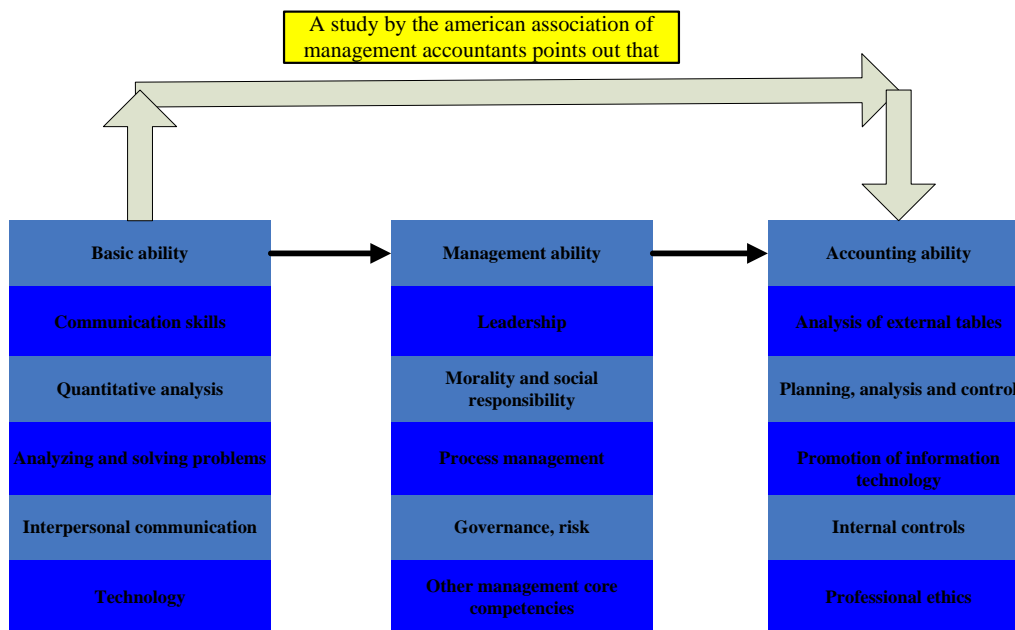 A study by the american association of
management accountants points out that
Basic ability
Communication skills
Quantitative analysis
Analyzing and solving problems
Interpersonal communication
Technology
Management ability
Leadership
Morality and social
responsibility
Process management
Governance, risk
Other management core
competencies
Accounting ability
Analysis of external tables
Planning, analysis and control
Promotion of information
technology
Internal controls
Professional ethics